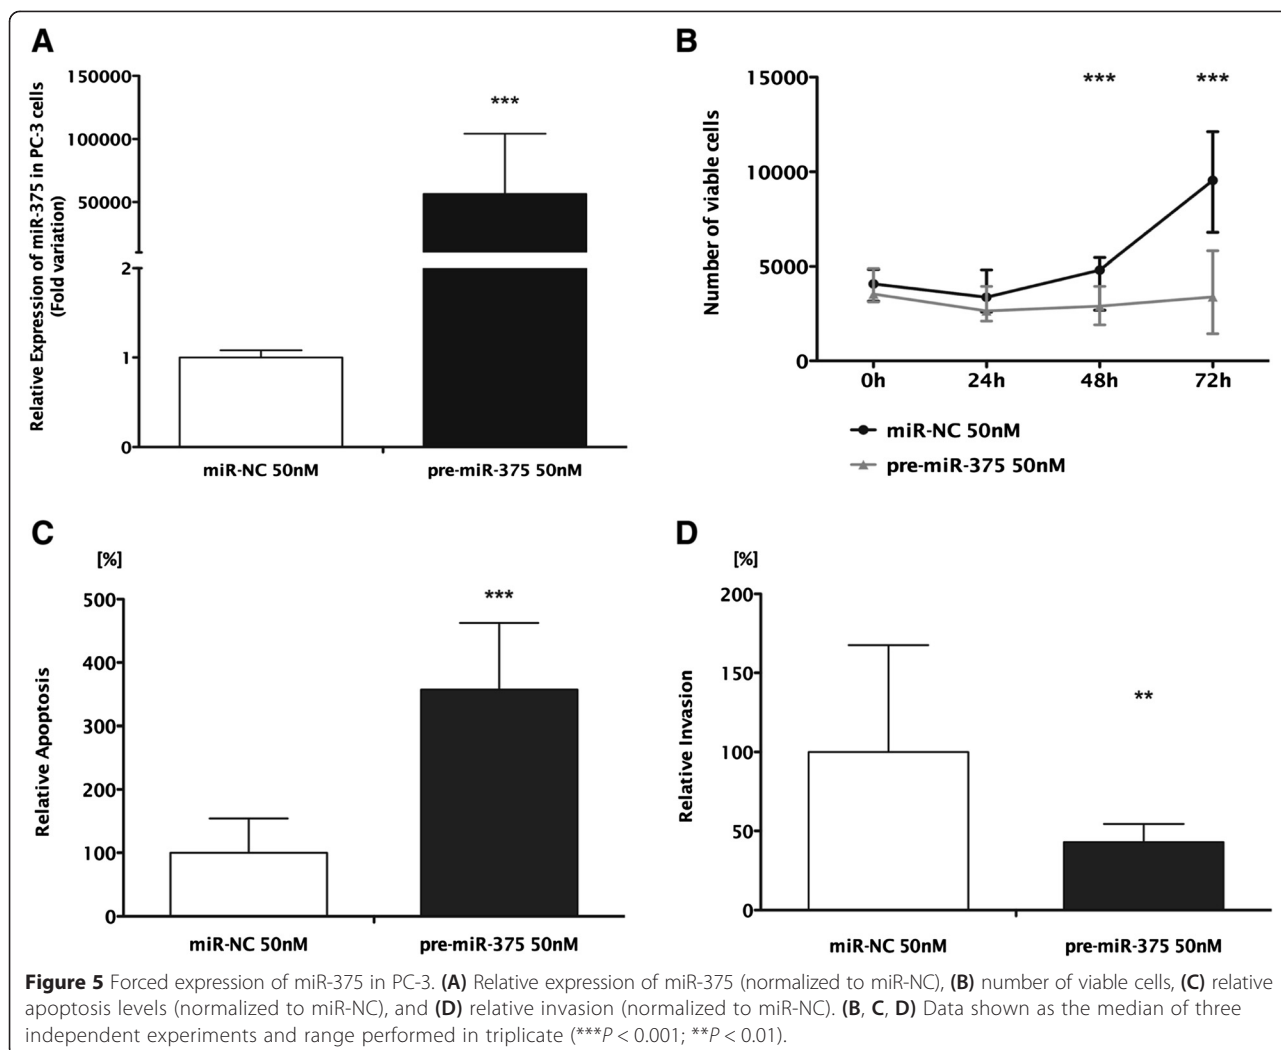 A
Relative Expression of miR-375 in PC-3 cells
(Fold variation)
150000
100000
50000
2
1
0
***
miR-NC 50nM
pre-miR-375 50nM
B
Number of viable cells
15000
10000
5000
0
***
***
0h
24h
48h
72h
miR-NC 50nM
pre-miR-375 50nM
C
[%]
Relative Apoptosis
500
400
300
200
100
0
***
miR-NC 50nM
pre-miR-375 50nM
D
[%]
Relative Invasion
200
150
100
50
0
**
miR-NC 50nM
pre-miR-375 50nM
Figure 5 Forced expression of miR-375 in PC-3. (A) Relative expression of miR-375 (normalized to miR-NC), (B) number of viable cells, (C) relative
apoptosis levels (normalized to miR-NC), and (D) relative invasion (normalized to miR-NC). (B, C, D) Data shown as the median of three
independent experiments and range performed in triplicate (***P < 0.001; **P < 0.01).